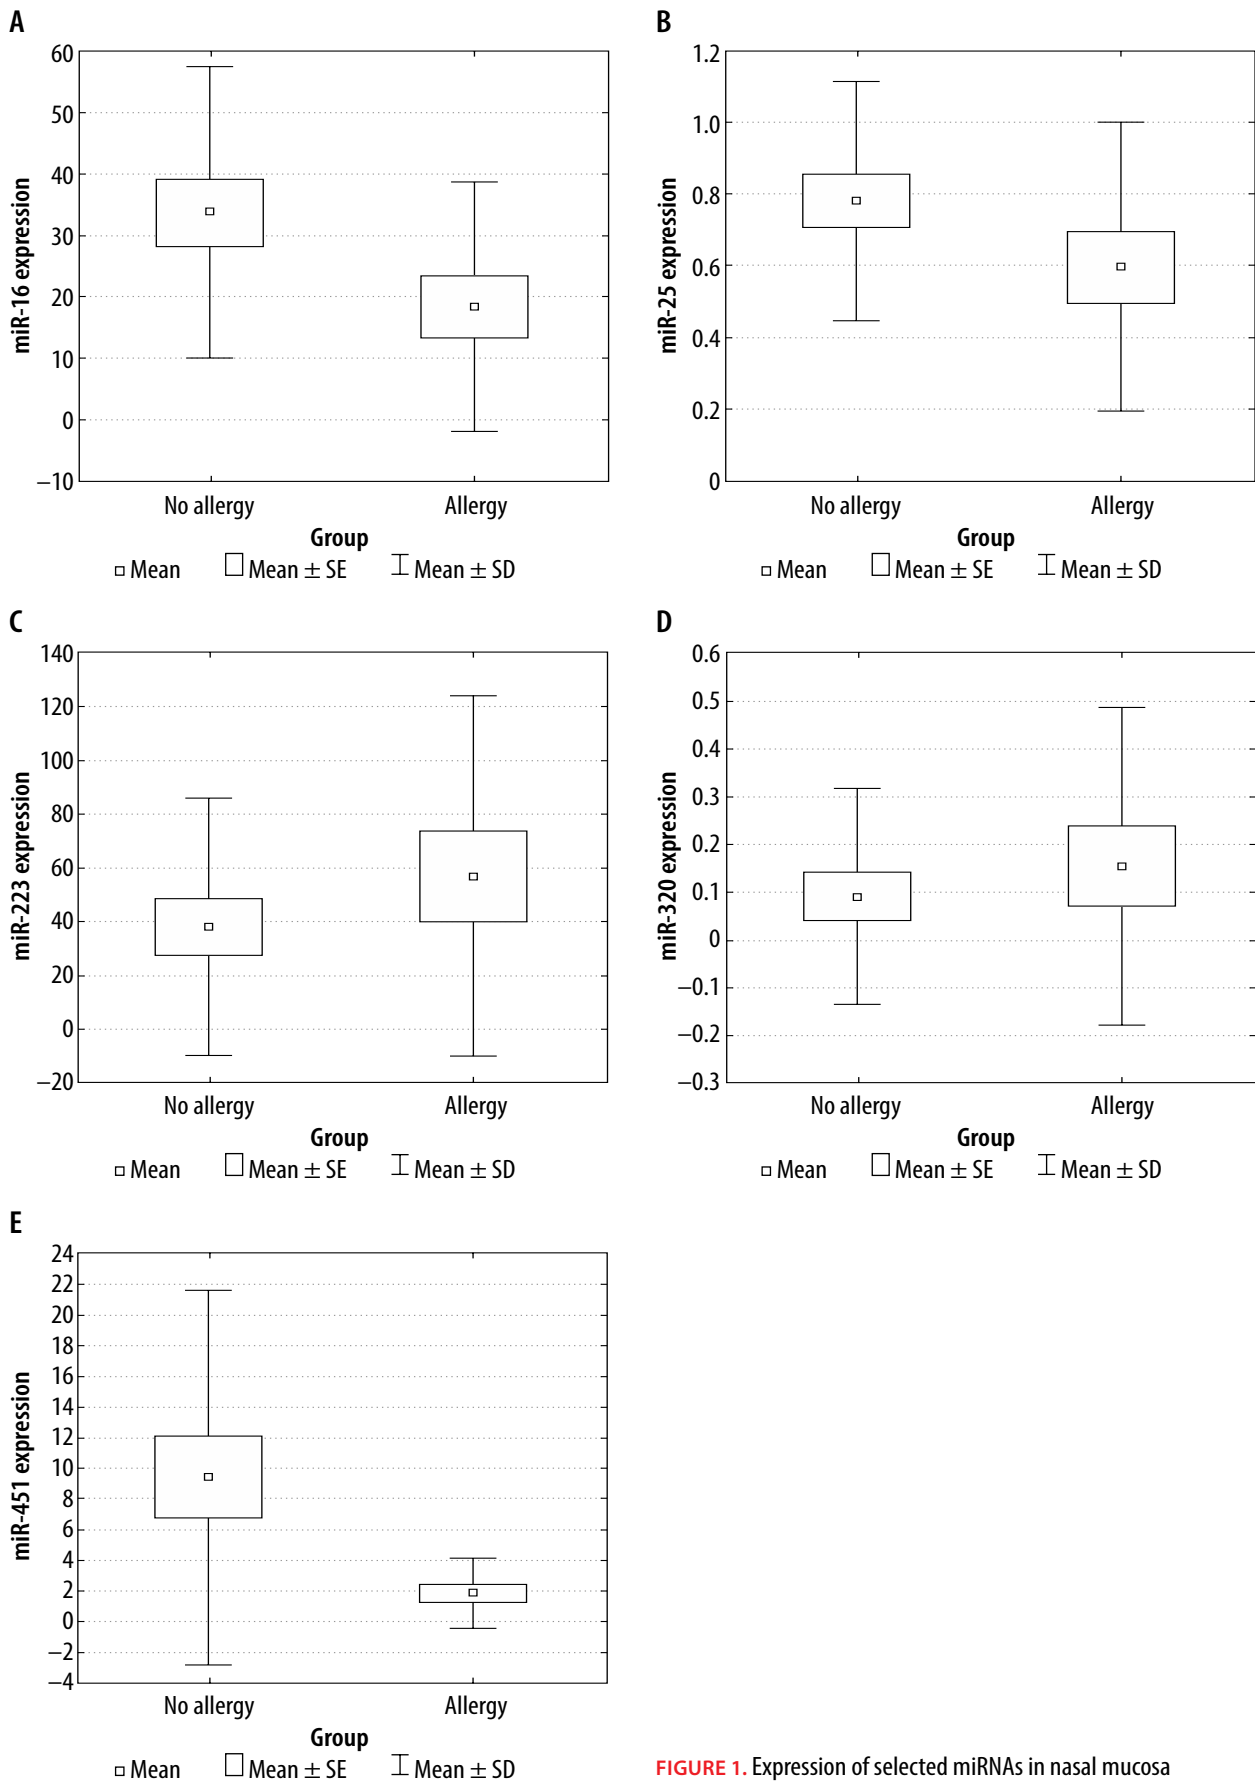 A
60
50
40
30
20
10
0
−10
miR-16 expression
No allergy
Allergy
Group
Mean
Mean ± SE
Mean ± SD
B
1.2
1.0
0.8
0.6
0.4
0.2
0
miR-25 expression
No allergy
Allergy
Group
Mean
Mean ± SE
Mean ± SD
C
140
120
100
80
60
40
20
0
−20
miR-223 expression
No allergy
Allergy
Group
Mean
Mean ± SE
Mean ± SD
D
0.6
0.5
0.4
0.3
0.2
0.1
0
−0.1
−0.2
−0.3
miR-320 expression
No allergy
Allergy
Group
Mean
Mean ± SE
Mean ± SD
E
24
22
20
18
16
14
12
10
8
6
4
2
0
−2
−4
miR-451 expression
No allergy
Allergy
Group
Mean
Mean ± SE
Mean ± SD
FIGURE 1. Expression of selected miRNAs in nasal mucosa